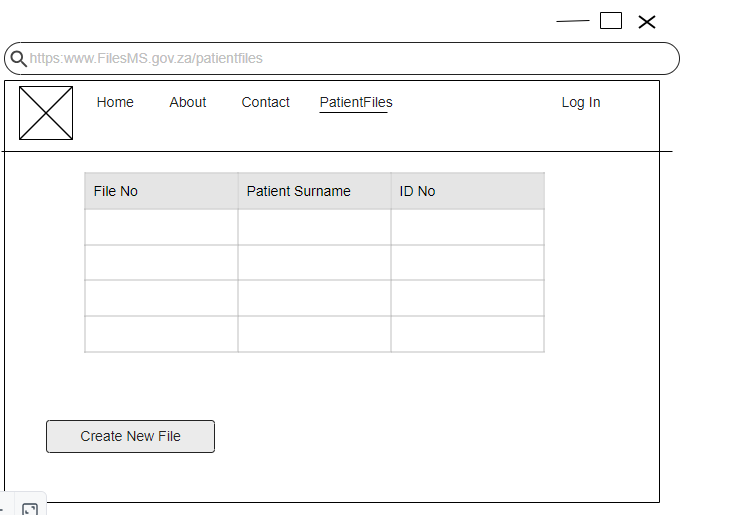 https:www.FilesMS.gov.za/patientfiles
Home About Contact PatientFiles Log In
File No Patient Surname ID No
Create New File